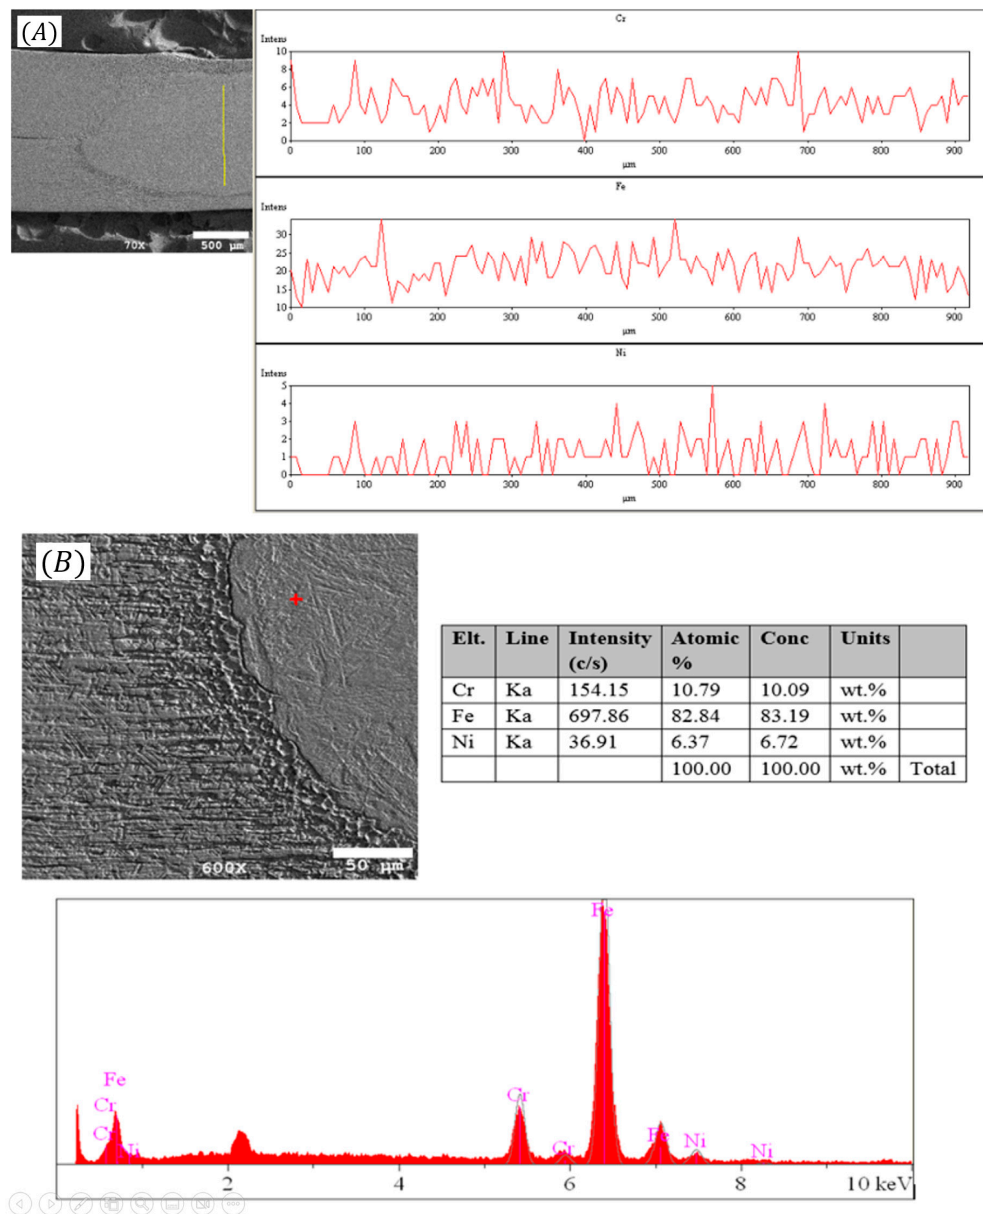 (A)
70X 500 μm
Cr
Intens
10
8
6
4
2
0
0 100 200 300 400 500 600 700 800 900
μm
Fe
Intens
30
25
20
15
10
0 100 200 300 400 500 600 700 800 900
μm
Ni
Intens
5
4
3
2
1
0
0 100 200 300 400 500 600 700 800 900
μm
(B)
600X 50 μm
Elt. Line Intensity (c/s) Atomic % Conc Units
Cr Ka 154.15 10.79 10.09 wt.%
Fe Ka 697.86 82.84 83.19 wt.%
Ni Ka 36.91 6.37 6.72 wt.%
100.00 100.00 wt.% Total
Fe
Fe
Cr
Cr
Cr
Ni
Cr
Fe
Ni
Ni
2 4 6 8 10 keV